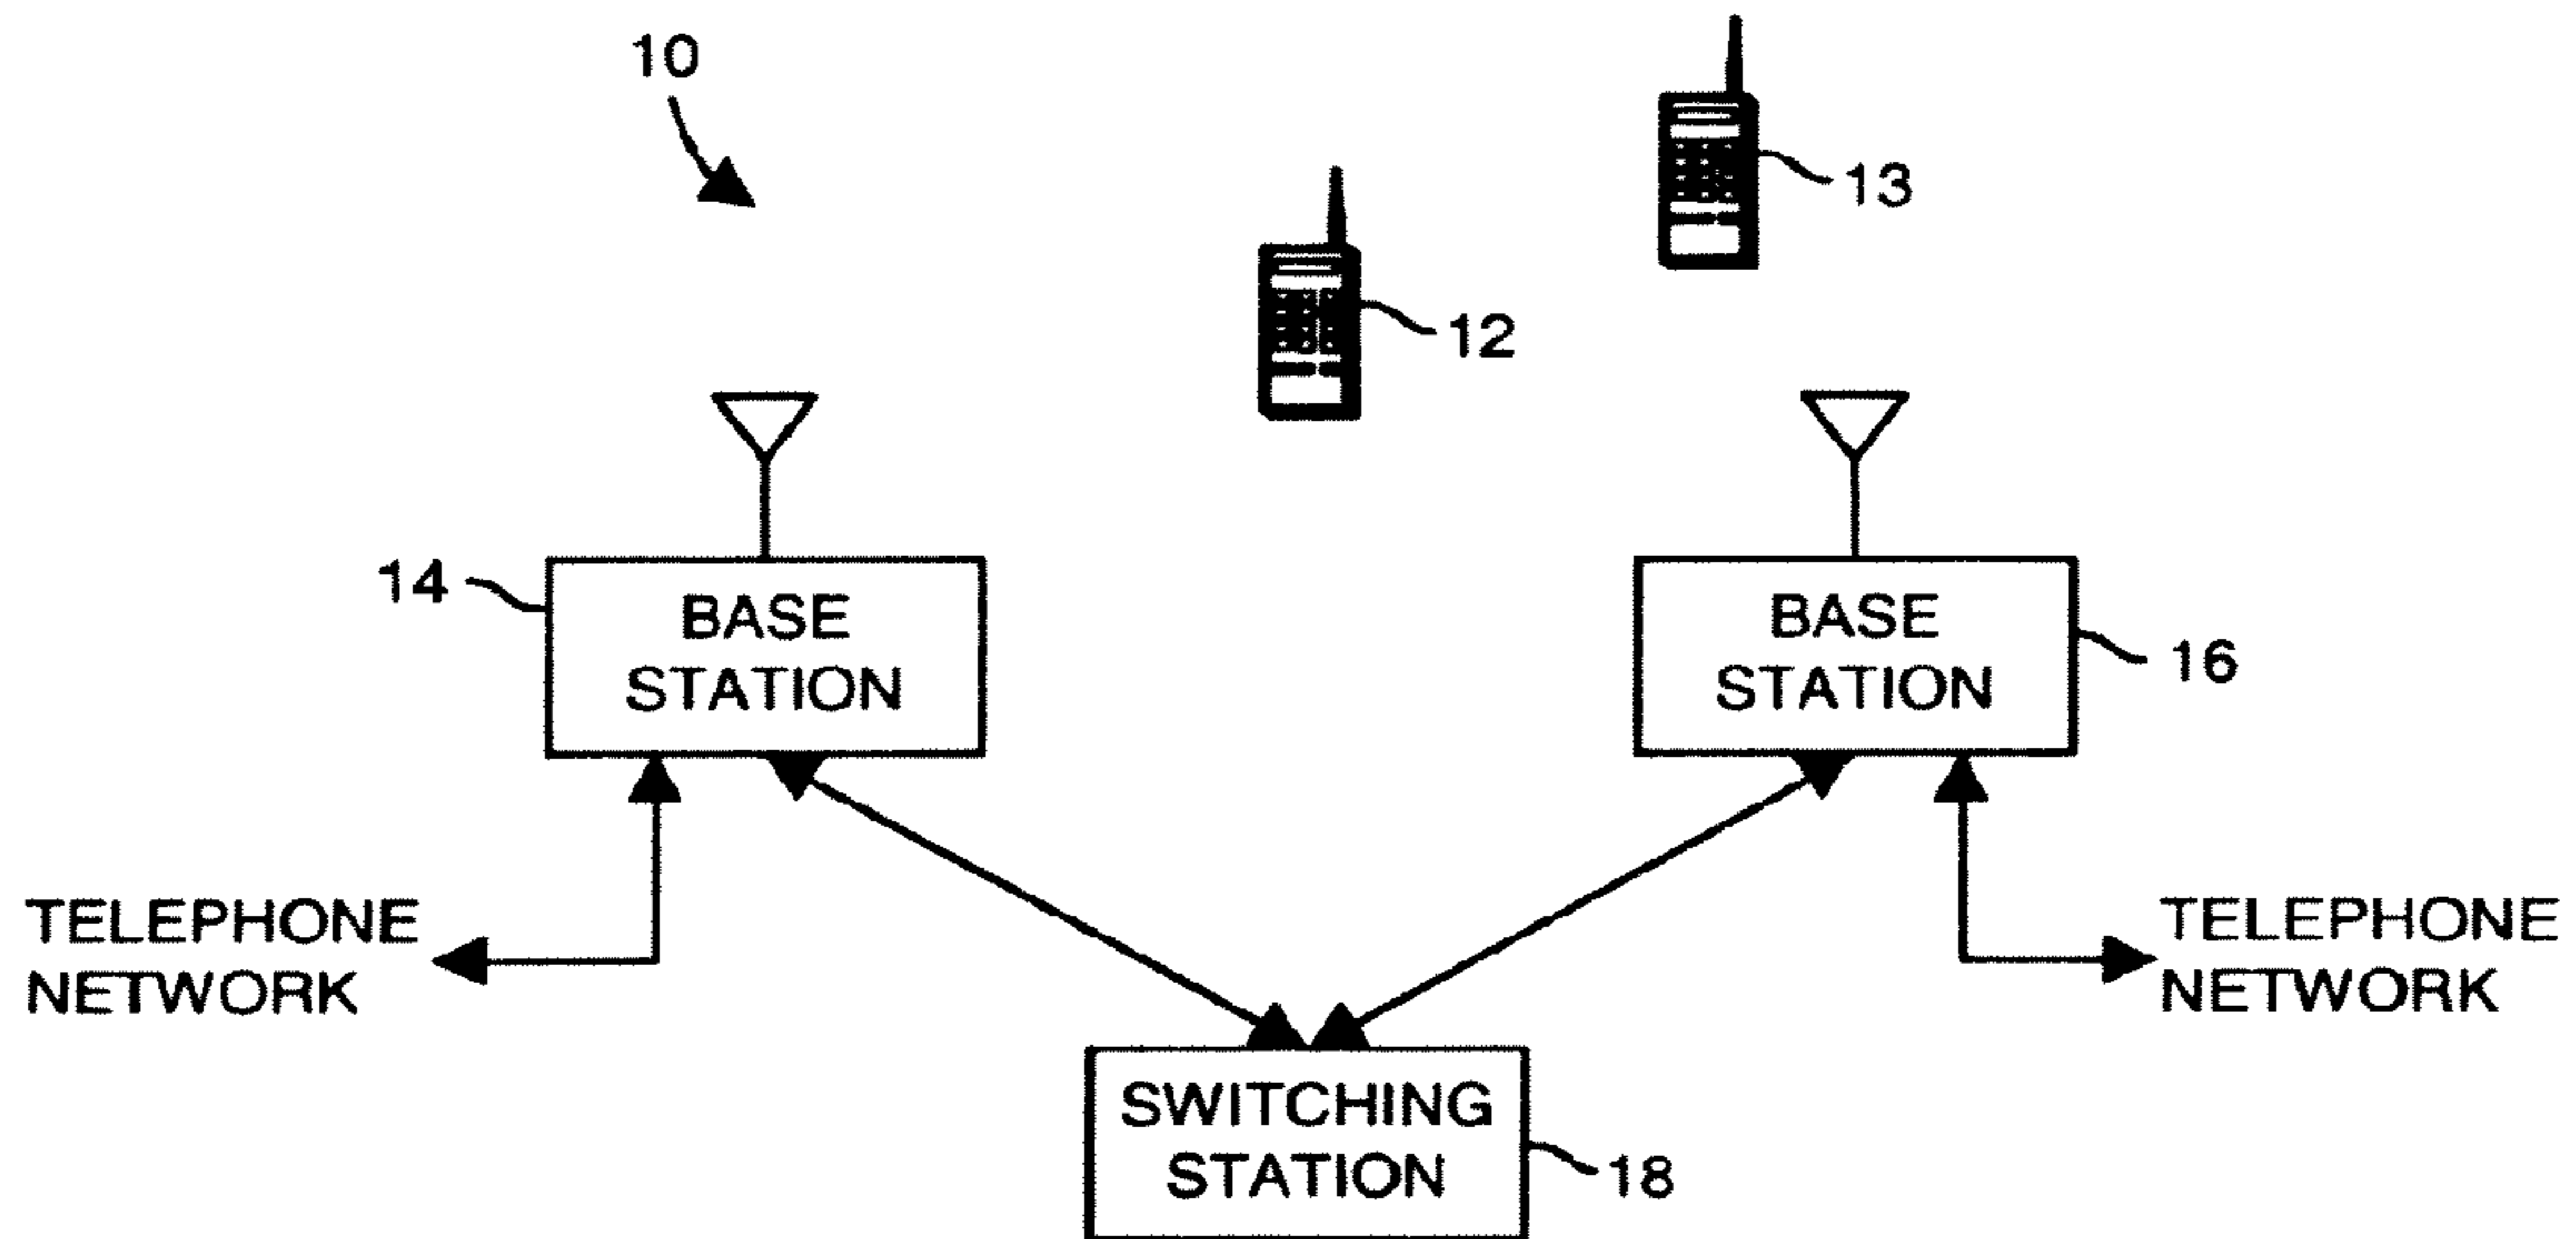 10
13
12
14
BASE
STATION
BASE
STATION
16
TELEPHONE
NETWORK
TELEPHONE
NETWORK
SWITCHING
STATION
18